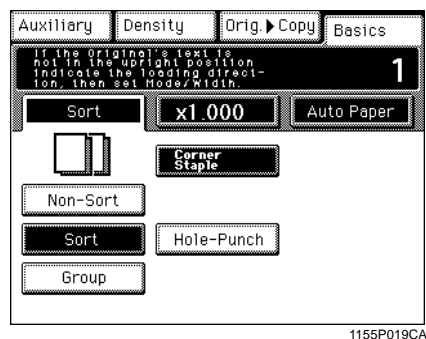 Auxiliary Density Orig.▶Copy Basics
If the Original's text is
not in the upright position
indicate the loading direct-
ion, then set Mode/Width.
1
Sort x1.000 Auto Paper
Corner
Staple
Non-Sort
Sort Hole-Punch
Group
1155P019CA